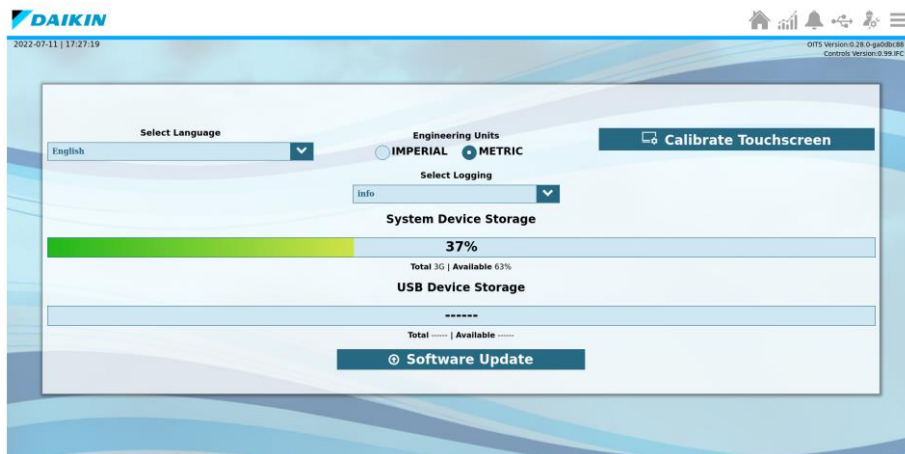 DAIKIN
2022-07-11 | 17:27:19
OITS Version:0.28.0-ga0dbc88
Controls Version:0.99.IFC
Select Language
English
Engineering Units
IMPERIAL METRIC
Calibrate Touchscreen
Select Logging
info
System Device Storage
37%
Total 3G | Available 63%
USB Device Storage
------
Total ------ | Available ------
Software Update